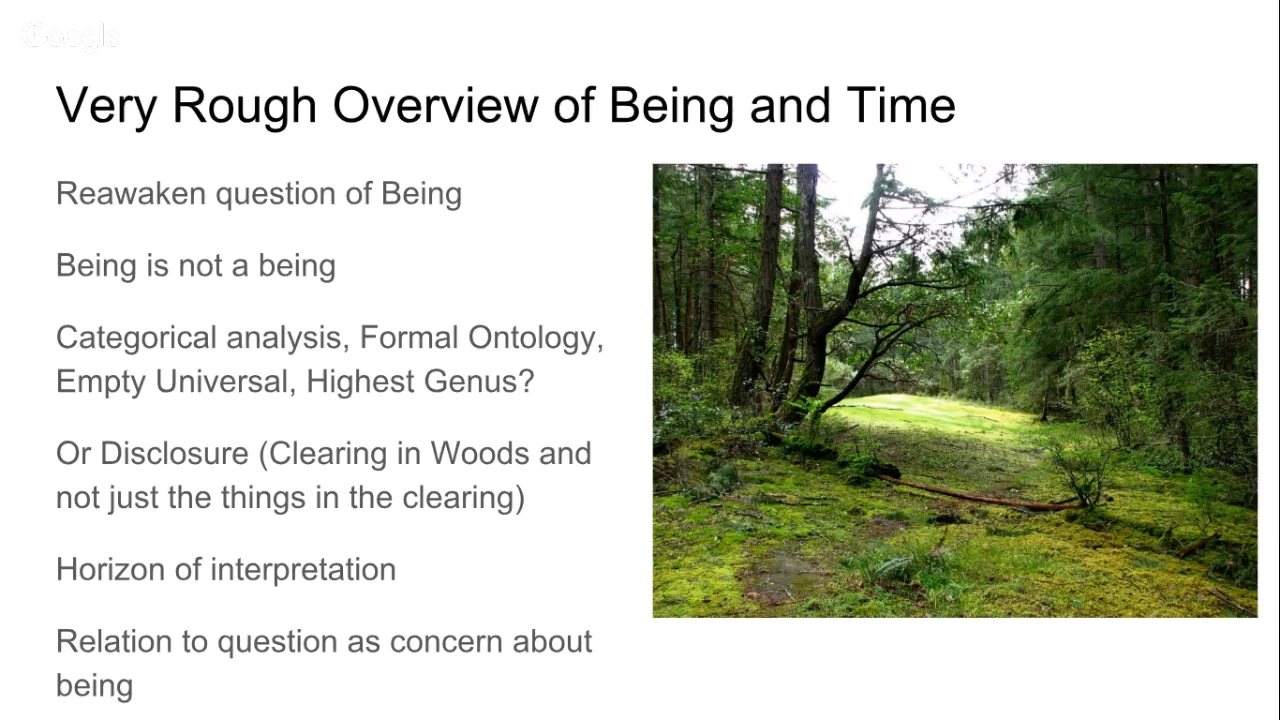 Google
Very Rough Overview of Being and Time
Reawaken question of Being
Being is not a being
Categorical analysis, Formal Ontology,
Empty Universal, Highest Genus?
Or Disclosure (Clearing in Woods and
not just the things in the clearing)
Horizon of interpretation
Relation to question as concern about
being